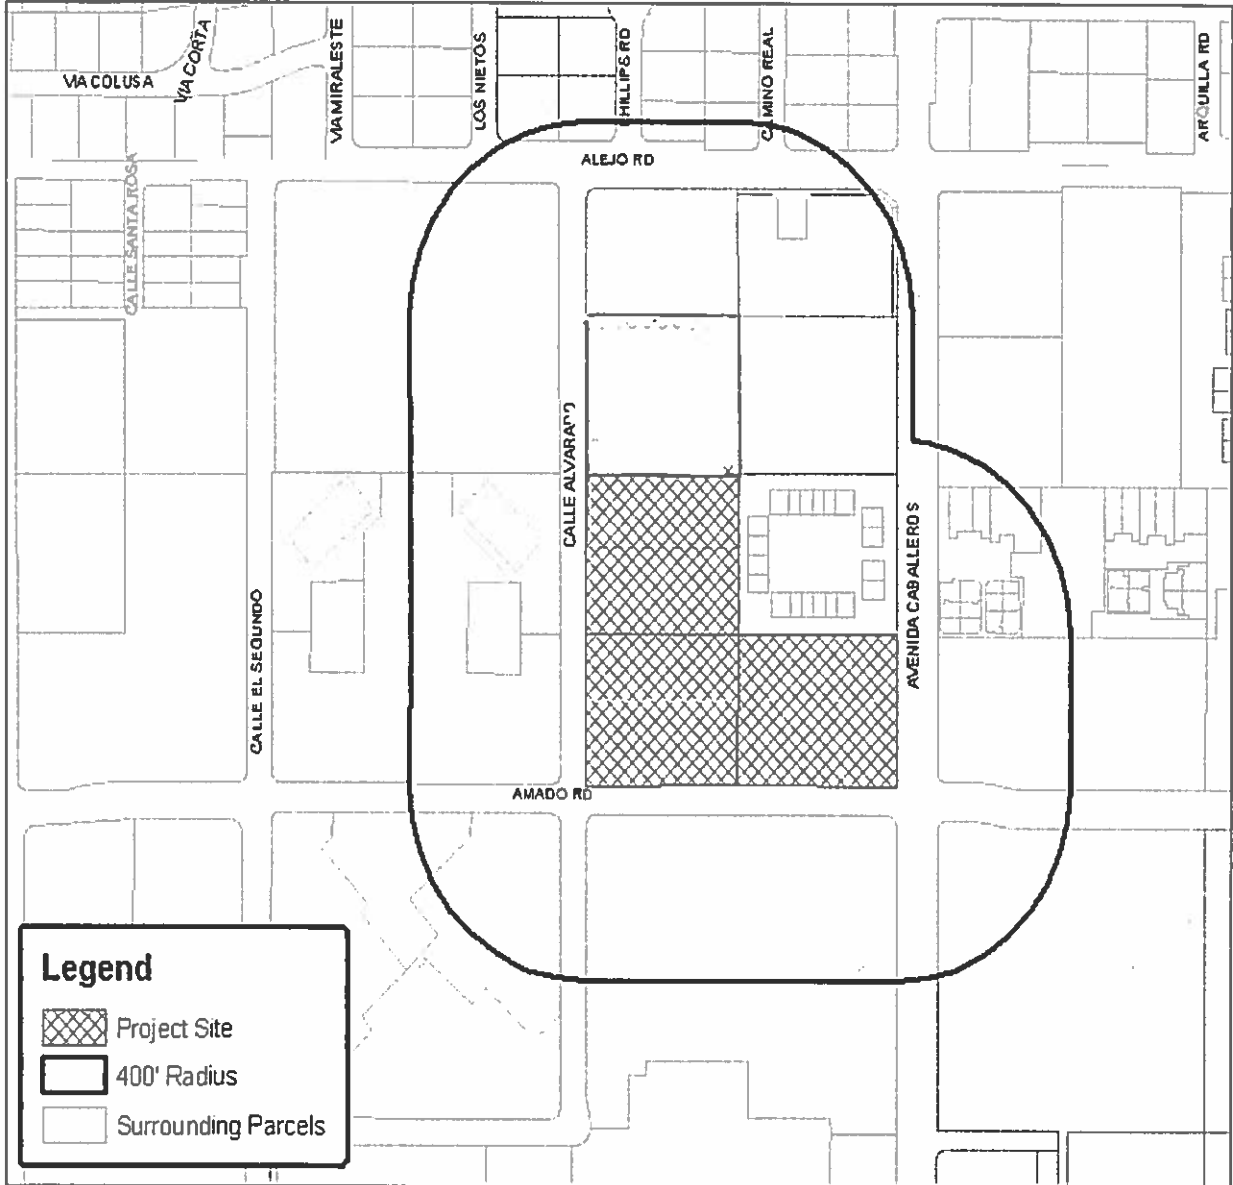 VIA COLUSA
VIA CORTA
VIA MIRALESTE
LOS NIETOS
PHILLIPS RD
CAMINO REAL
ARQUILLA RD
ALEJO RD
CALLE SANTA ROSA
CALLE ALVARADO
AVENIDA CABALLEROS
CALLE EL SEGUNDO
AMADO RD
Legend
Project Site
400' Radius
Surrounding Parcels